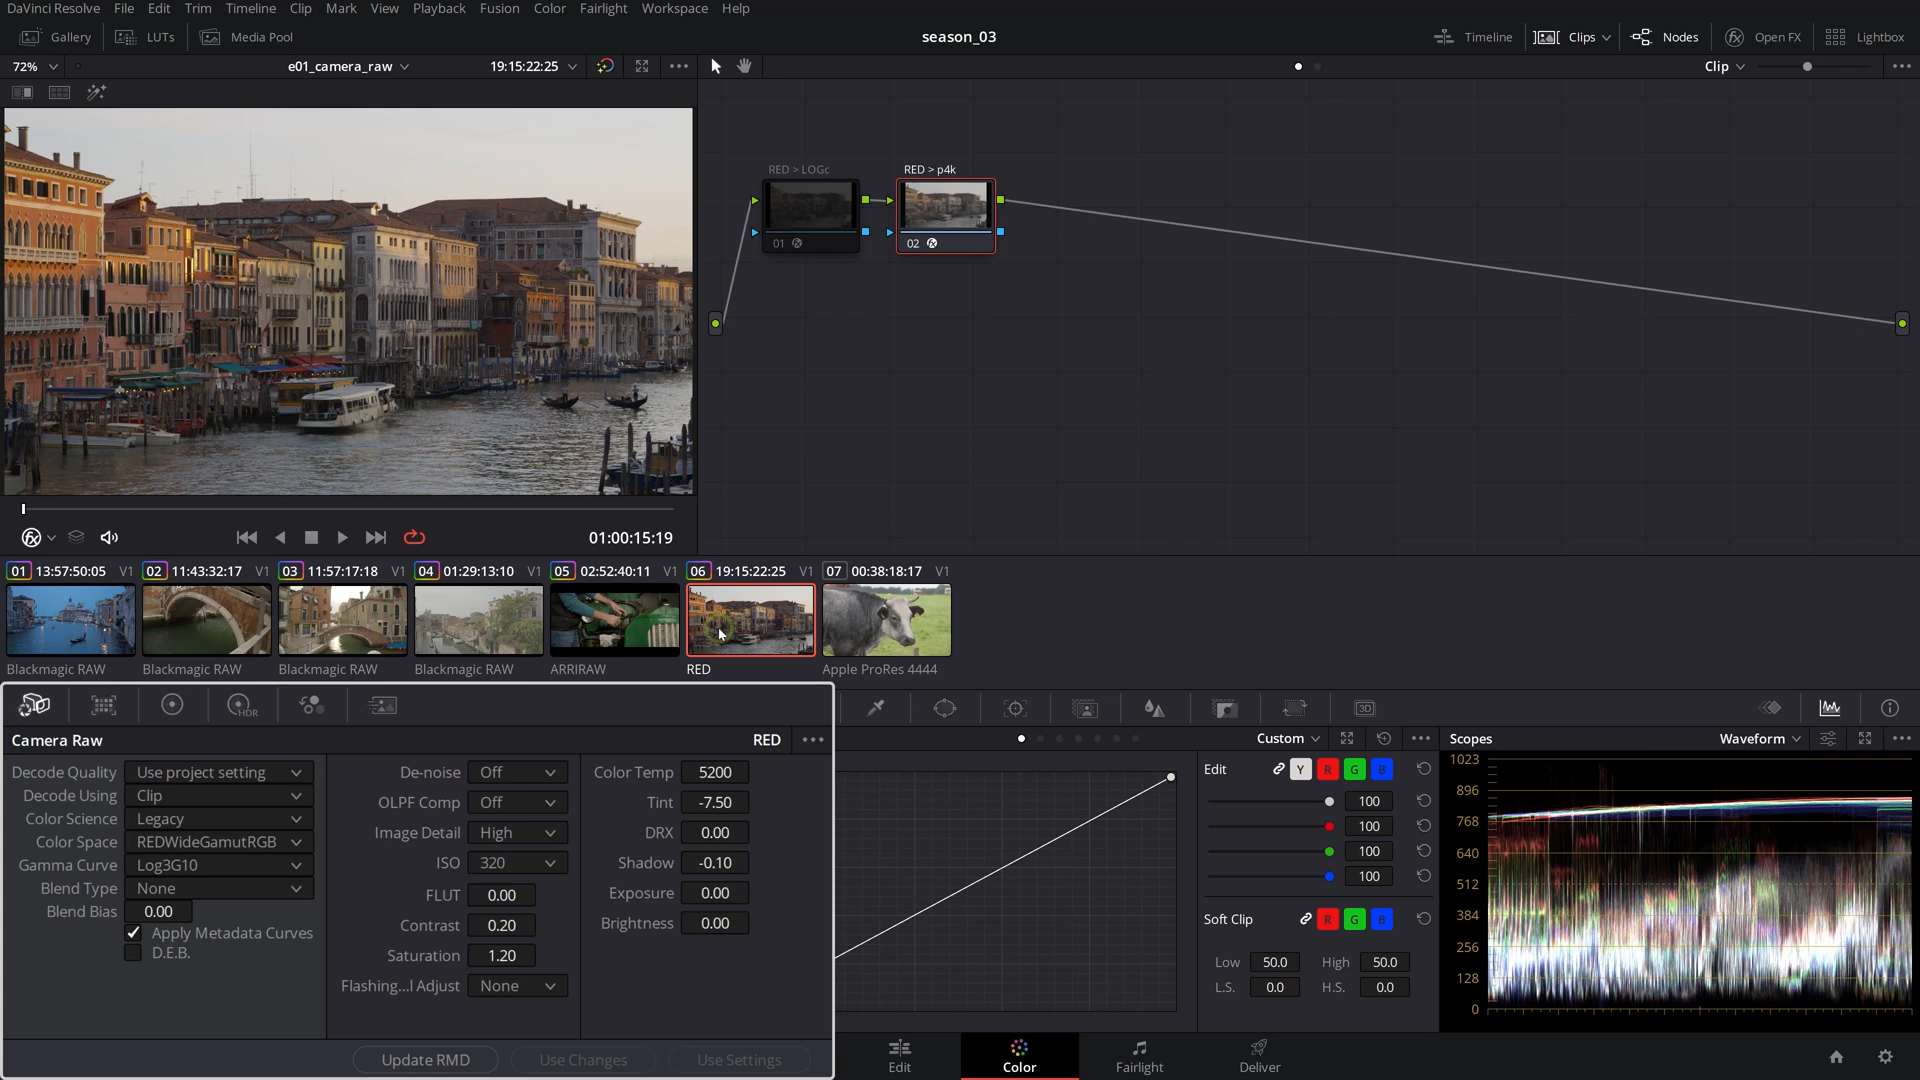 DaVinci Resolve File Edit Trim Timeline Clip Mark View Playback Fusion Color Fairlight Workspace Help
Gallery LUTs Media Pool season_03 Timeline Clips Nodes Open FX Lightbox
72% e01_camera_raw 19:15:22:25 Clip
RED > LOGc RED > p4k
01 02
01:00:15:19
01 13:57:50:05 V1 02 11:43:32:17 V1 03 11:57:17:18 V1 04 01:29:13:10 V1 05 02:52:40:11 V1 06 19:15:22:25 V1 07 00:38:18:17 V1
Blackmagic RAW Blackmagic RAW Blackmagic RAW Blackmagic RAW ARRIRAW RED Apple ProRes 4444
HDR 3D
Camera Raw RED Custom Scopes Waveform
Decode Quality Use project setting
Decode Using Clip
Color Science Legacy
Color Space REDWideGamutRGB
Gamma Curve Log3G10
Blend Type None
Blend Bias 0.00
Apply Metadata Curves
D.E.B.
De-noise Off
OLPF Comp Off
Image Detail High
ISO 320
FLUT 0.00
Contrast 0.20
Saturation 1.20
Flashing...l Adjust None
Color Temp 5200
Tint -7.50
DRX 0.00
Shadow -0.10
Exposure 0.00
Brightness 0.00
Update RMD Use Changes Use Settings
Edit Y R G B
100
100
100
100
Soft Clip R G B
Low 50.0 High 50.0
L.S. 0.0 H.S. 0.0
1023
896
768
640
512
384
256
128
0
Edit Color Fairlight Deliver